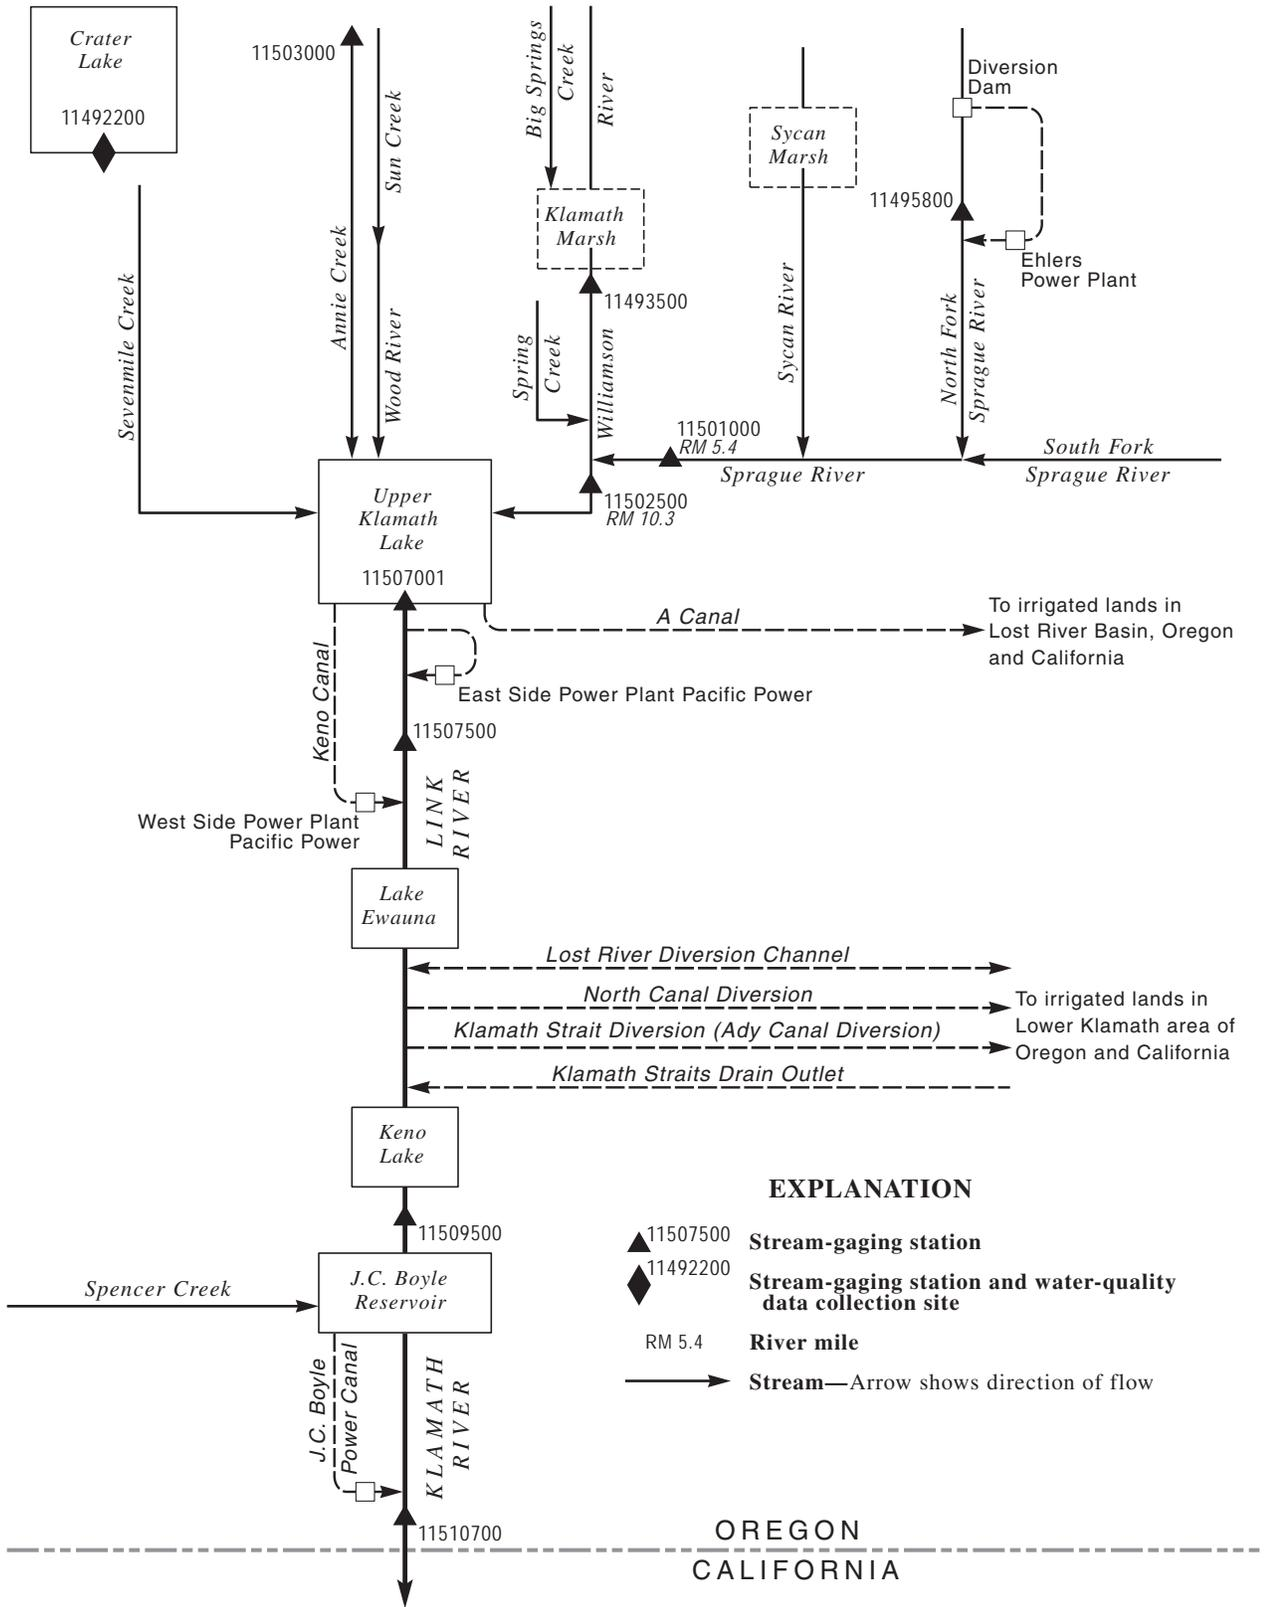 Crater
Lake
11492200
11503000
Sun Creek
Big Springs
Creek
River
Sycan
Marsh
Diversion
Dam
11495800
Ehlers
Power Plant
Klamath
Marsh
11493500
Sevenmile Creek
Annie Creek
Wood River
Spring
Creek
Williamson
Sycan River
North Fork
Sprague River
11501000
RM 5.4
Sprague River
South Fork
Sprague River
11502500
RM 10.3
Upper
Klamath
Lake
11507001
A Canal
To irrigated lands in
Lost River Basin, Oregon
and California
Keno Canal
East Side Power Plant Pacific Power
11507500
LINK
RIVER
West Side Power Plant
Pacific Power
Lake
Ewauna
Lost River Diversion Channel
North Canal Diversion
Klamath Strait Diversion (Ady Canal Diversion)
Klamath Straits Drain Outlet
To irrigated lands in
Lower Klamath area of
Oregon and California
Keno
Lake
11509500
Spencer Creek
J.C. Boyle
Reservoir
J.C. Boyle
Power Canal
KLAMATH
RIVER
11510700
EXPLANATION
11507500 Stream-gaging station
11492200 Stream-gaging station and water-quality
data collection site
RM 5.4 River mile
Stream—Arrow shows direction of flow
OREGON
CALIFORNIA